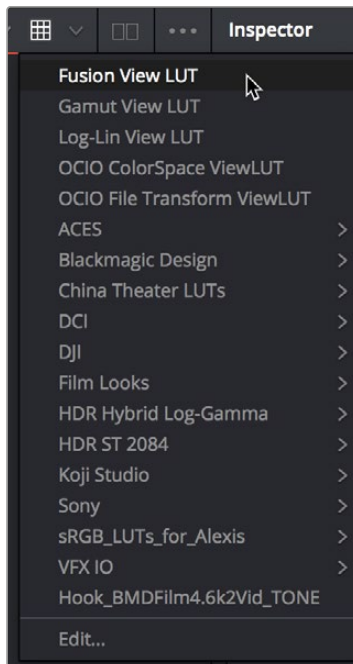 Inspector
Fusion View LUT
Gamut View LUT
Log-Lin View LUT
OCIO ColorSpace ViewLUT
OCIO File Transform ViewLUT
ACES
Blackmagic Design
China Theater LUTs
DCI
DJI
Film Looks
HDR Hybrid Log-Gamma
HDR ST 2084
Koji Studio
Sony
sRGB_LUTs_for_Alexis
VFX IO
Hook_BMDFilm4.6k2Vid_TONE
Edit...